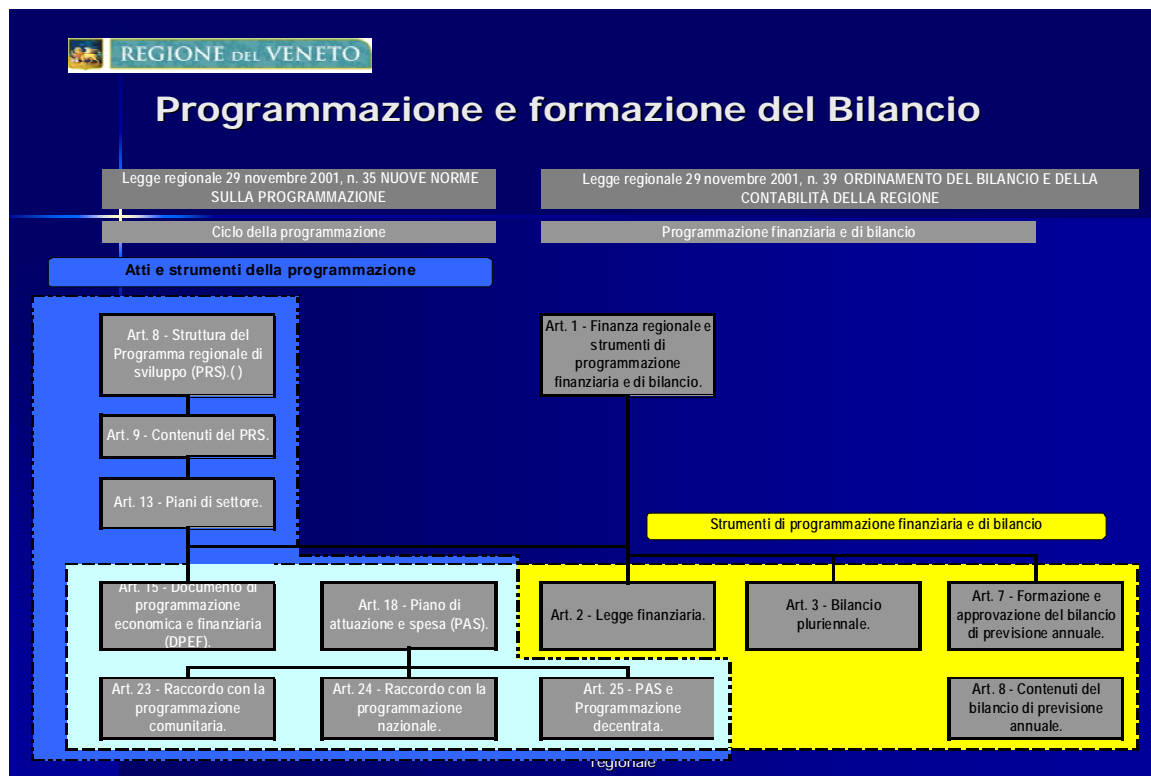 REGIONE DEL VENETO
Programmazione e formazione del Bilancio
Legge regionale 29 novembre 2001, n. 35 NUOVE NORME
SULLA PROGRAMMAZIONE
Legge regionale 29 novembre 2001, n. 39 ORDINAMENTO DEL BILANCIO E DELLA
CONTABILITÀ DELLA REGIONE
Ciclo della programmazione
Programmazione finanziaria e di bilancio
Atti e strumenti della programmazione
Art. 8 - Struttura del
Programma regionale di
sviluppo (PRS).( )
Art. 1 - Finanza regionale e
strumenti di
programmazione
finanziaria e di bilancio.
Art. 9 - Contenuti del PRS.
Art. 13 - Piani di settore.
Strumenti di programmazione finanziaria e di bilancio
Art. 15 - Documento di
programmazione
economica e finanziaria
(DPEF).
Art. 18 - Piano di
attuazione e spesa (PAS).
Art. 2 - Legge finanziaria.
Art. 3 - Bilancio
pluriennale.
Art. 7 - Formazione e
approvazione del bilancio
di previsione annuale.
Art. 23 - Raccordo con la
programmazione
comunitaria.
Art. 24 - Raccordo con la
programmazione
nazionale.
Art. 25 - PAS e
Programmazione
decentrata.
Art. 8 - Contenuti del
bilancio di previsione
annuale.
regionale